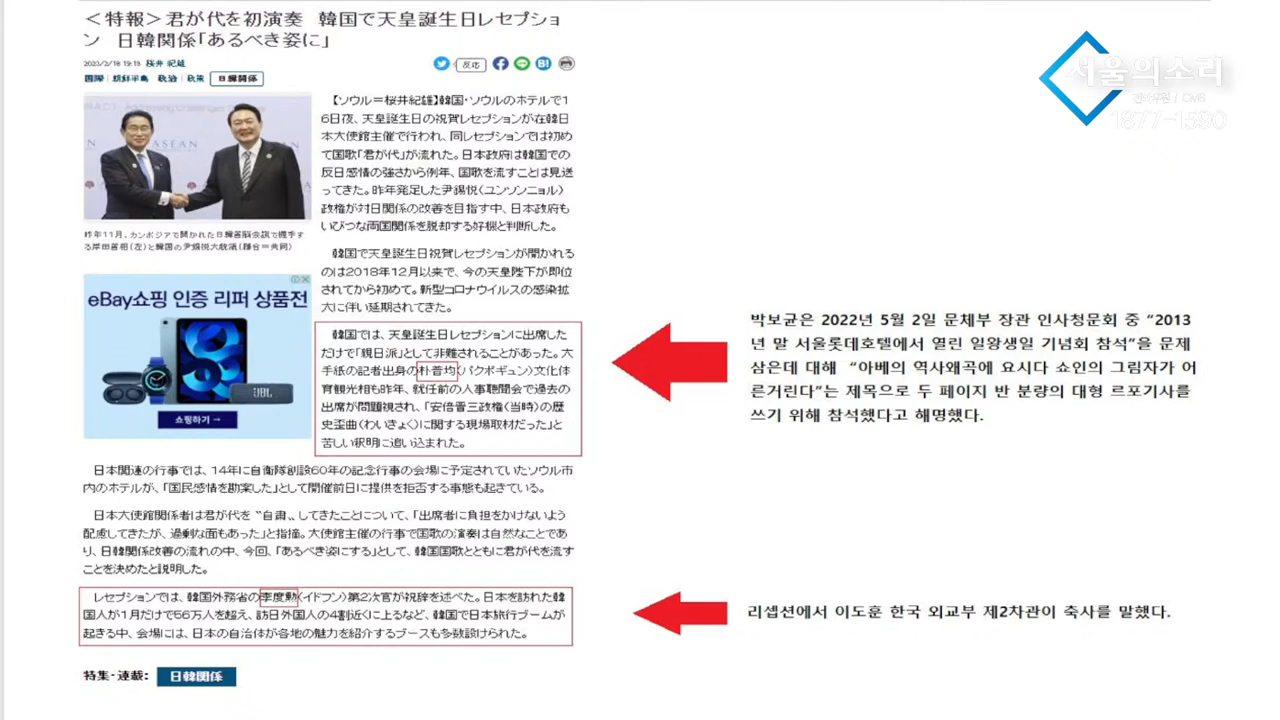 ＜特報＞君が代を初演奏　韓国で天皇誕生日レセプショ
ン　日韓関係「あるべき姿に」
2023/2/16 19:13 桜井 紀雄
国際｜朝鮮半島　政治｜政策　日韓関係
反応
【ソウル＝桜井紀雄】韓国・ソウルのホテルで1
6日夜、天皇誕生日の祝賀レセプションが在韓日
本大使館主催で行われ、同レセプションでは初め
て国歌「君が代」が流れた。日本政府は韓国での
反日感情の強さから例年、国歌を流すことは見送
ってきた。昨年発足した尹錫悦（ユンソンニョル）
政権が対日関係の改善を目指す中、日本政府も
いびつな両国関係を脱却する好機と判断した。
昨年11月、カンボジアで開かれた日韓首脳会談で握手す
る岸田首相（左）と韓国の尹錫悦大統領（聯合＝共同）
韓国で天皇誕生日祝賀レセプションが開かれる
のは2018年12月以来で、今の天皇陛下が即位
されてから初めて。新型コロナウイルスの感染拡
大に伴い延期されてきた。
eBay쇼핑 인증 리퍼 상품전
JBL
쇼핑하기 →
韓国では、天皇誕生日レセプションに出席した
だけで「親日派」として非難されることがあった。大
手紙の記者出身の朴普均（パクボギュン）文化体
育観光相も昨年、就任前の人事聴聞会で過去の
出席が問題視され、「安倍晋三政権（当時）の歴
史歪曲（わいきょく）に関する現場取材だった」と
苦しい釈明に追い込まれた。
日本関連の行事では、14年に自衛隊創設60年の記念行事の会場に予定されていたソウル市
内のホテルが、「国民感情を勘案した」として開催前日に提供を拒否する事態も起きている。
日本大使館関係者は君が代を〝自粛〟してきたことについて、「出席者に負担をかけないよう
配慮してきたが、過剰な面もあった」と指摘。大使館主催の行事で国歌の演奏は自然なことであ
り、日韓関係改善の流れの中、今回、「あるべき姿にする」として、韓国国歌とともに君が代を流す
ことを決めたと説明した。
レセプションでは、韓国外務省の李度勲（イドフン）第2次官が祝辞を述べた。日本を訪れた韓
国人が1月だけで56万人を超え、訪日外国人の4割近くに上るなど、韓国で日本旅行ブームが
起きる中、会場には、日本の自治体が各地の魅力を紹介するブースも多数設けられた。
特集・連載：　日韓関係
박보균은 2022년 5월 2일 문체부 장관 인사청문회 중 “2013
년 말 서울롯데호텔에서 열린 일왕생일 기념회 참석”을 문제
삼은데 대해 “아베의 역사왜곡에 요시다 쇼인의 그림자가 어
른거린다”는 제목으로 두 페이지 반 분량의 대형 르포기사를
쓰기 위해 참석했다고 해명했다.
리셉션에서 이도훈 한국 외교부 제2차관이 축사를 말했다.
서울의소리
1877-1590